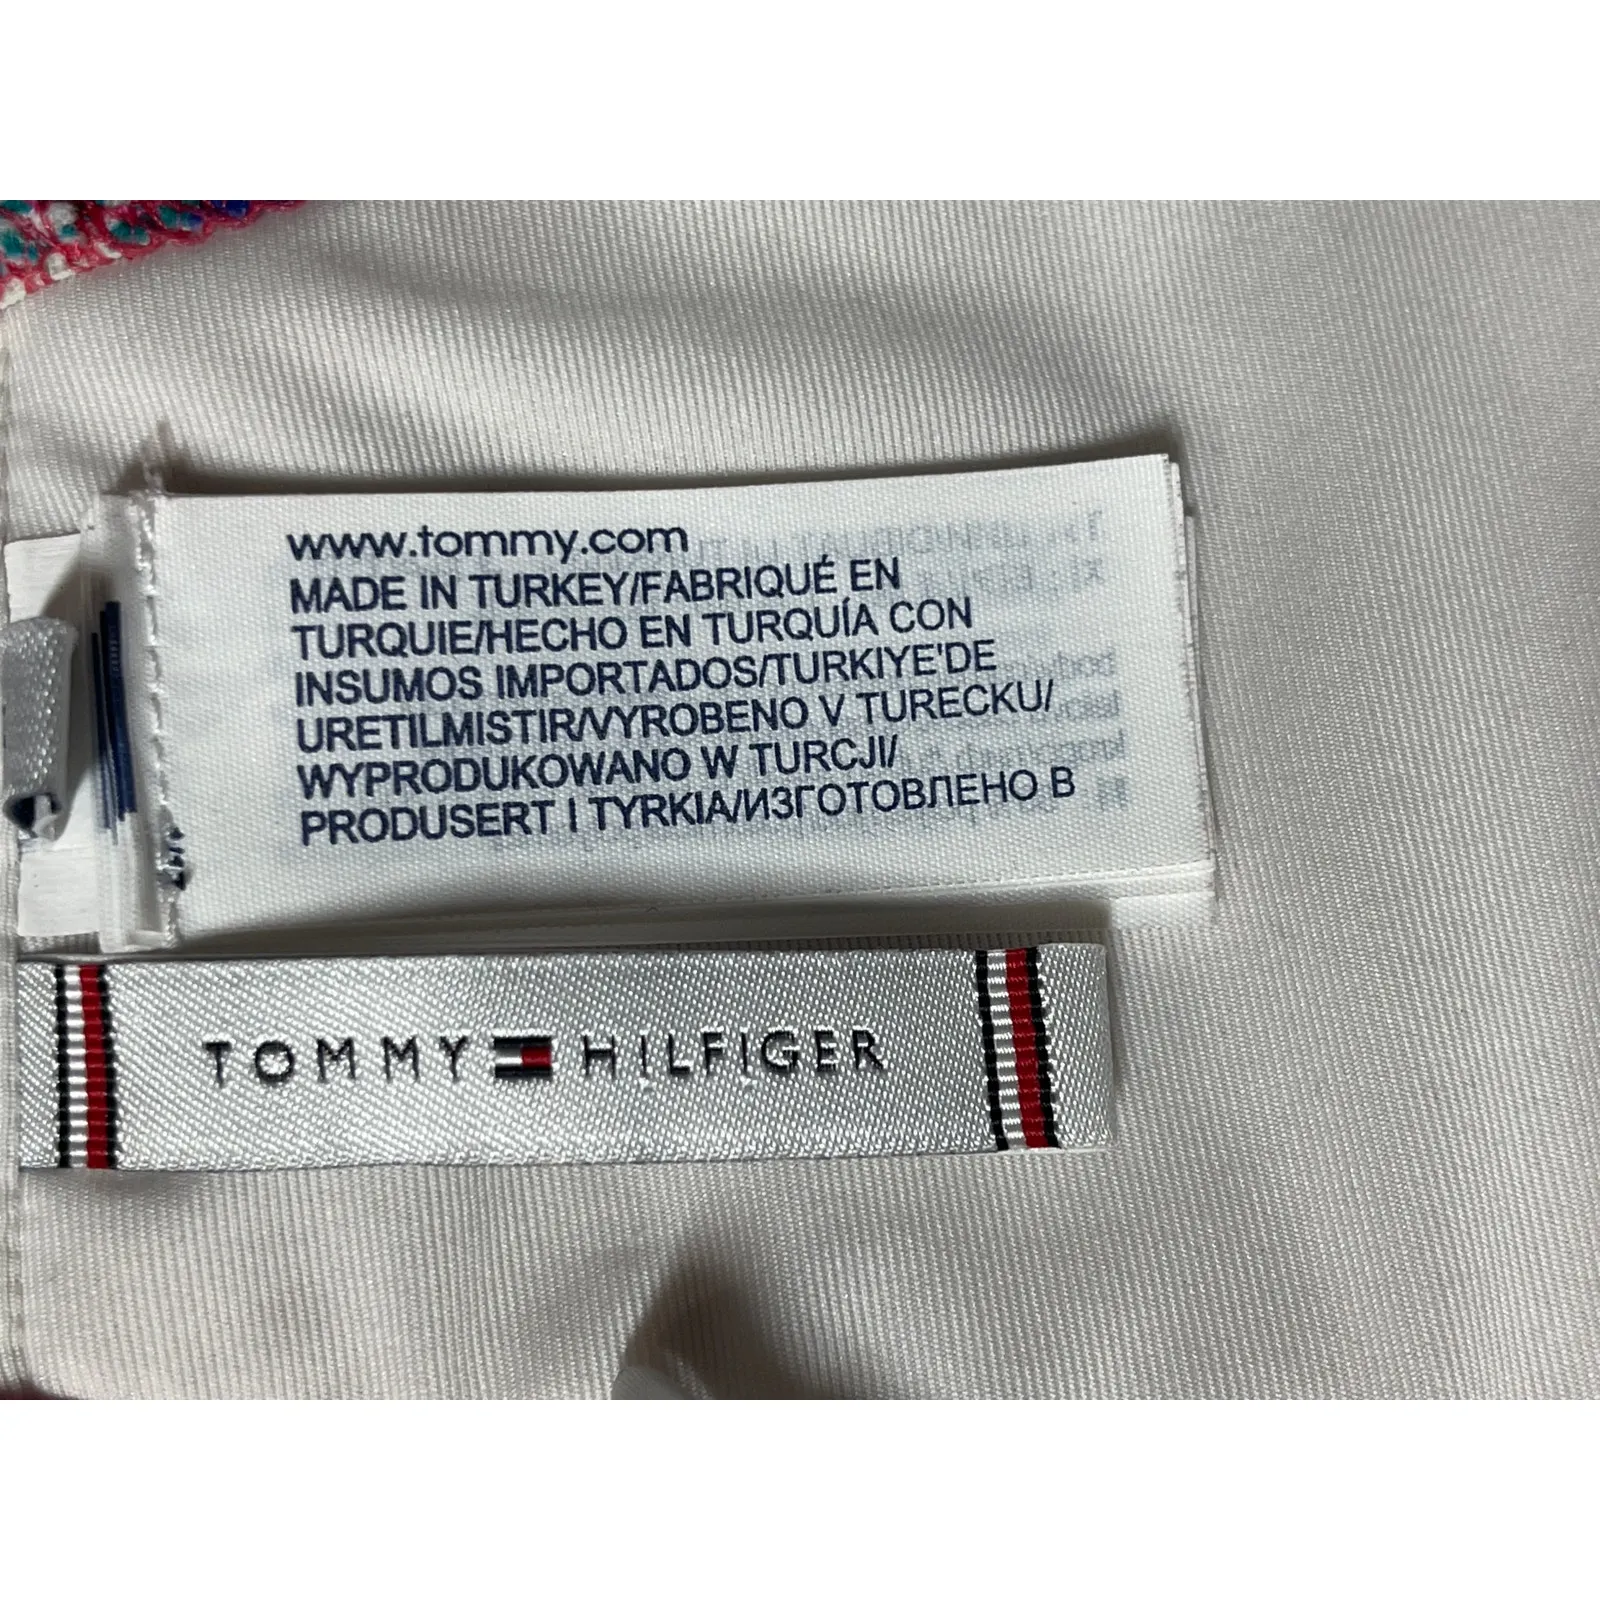 www.tommy.com
MADE IN TURKEY/FABRIQUÉ EN
TURQUIE/HECHO EN TURQUÍA CON
INSUMOS IMPORTADOS/TURKIYE'DE
URETILMISTIR/VYROBENO V TURECKU/
WYPRODUKOWANO W TURCJI/
PRODUSERT I TYRKIA/ИЗГОТОВЛЕНО В
TOMMY HILFIGER